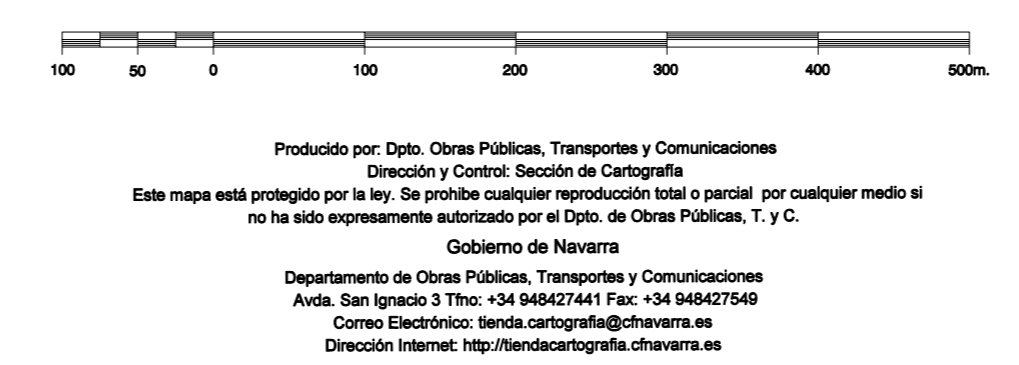 100 50 0 100 200 300 400 500m.
Producido por: Dpto. Obras Públicas, Transportes y Comunicaciones
Dirección y Control: Sección de Cartografía
Este mapa está protegido por la ley. Se prohibe cualquier reproducción total o parcial por cualquier medio si
no ha sido expresamente autorizado por el Dpto. de Obras Públicas, T. y C.
Gobierno de Navarra
Departamento de Obras Públicas, Transportes y Comunicaciones
Avda. San Ignacio 3 Tfno: +34 948427441 Fax: +34 948427549
Correo Electrónico: tienda.cartografia@cfnavarra.es
Dirección Internet: http://tiendacartografia.cfnavarra.es